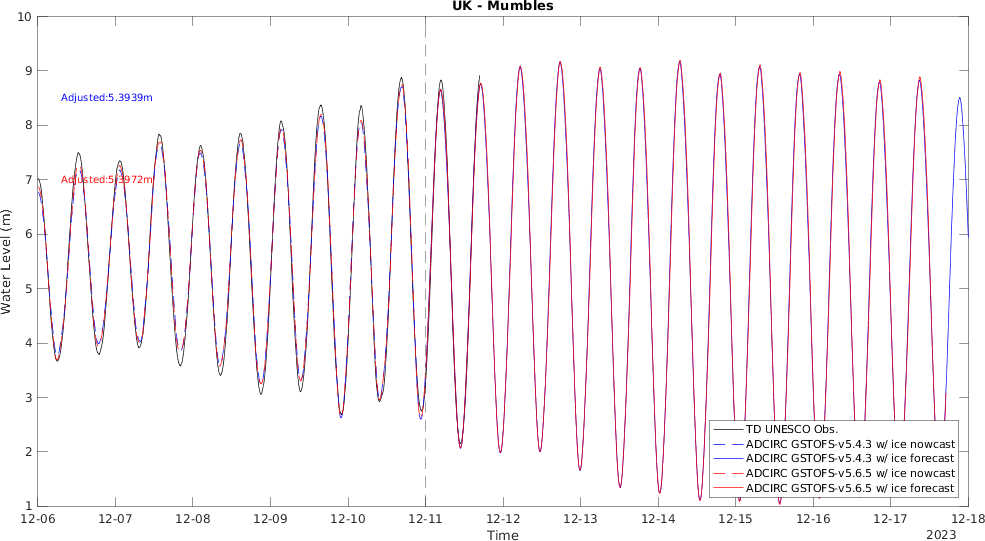 UK - Mumbles
10
9
8
7
6
5
4
3
2
1
Water Level (m)
Adjusted:5.3939m
Adjusted:5.3972m
TD UNESCO Obs.
ADCIRC GSTOFS-v5.4.3 w/ ice nowcast
ADCIRC GSTOFS-v5.4.3 w/ ice forecast
ADCIRC GSTOFS-v5.6.5 w/ ice nowcast
ADCIRC GSTOFS-v5.6.5 w/ ice forecast
12-06 12-07 12-08 12-09 12-10 12-11 12-12 12-13 12-14 12-15 12-16 12-17 12-18
Time
2023